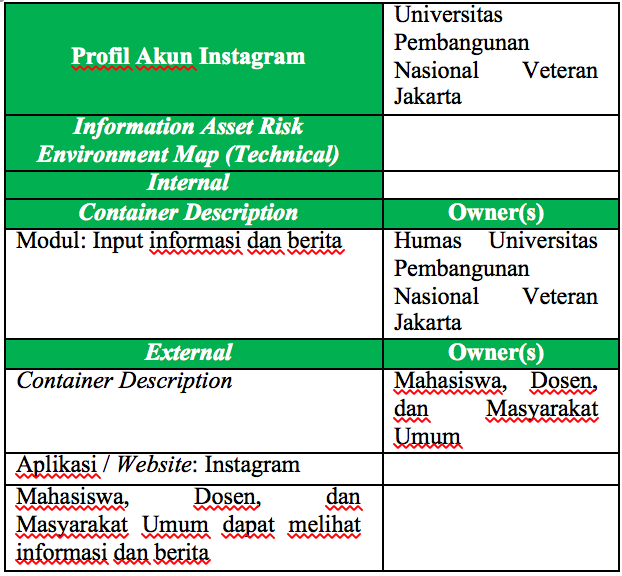 Profil Akun Instagram
Universitas
Pembangunan
Nasional Veteran
Jakarta
Information Asset Risk
Environment Map (Technical)
Internal
Container Description
Owner(s)
Modul: Input informasi dan berita
Humas Universitas
Pembangunan
Nasional Veteran
Jakarta
External
Owner(s)
Container Description
Mahasiswa, Dosen,
dan Masyarakat
Umum
Aplikasi / Website: Instagram
Mahasiswa, Dosen, dan
Masyarakat Umum dapat melihat
informasi dan berita